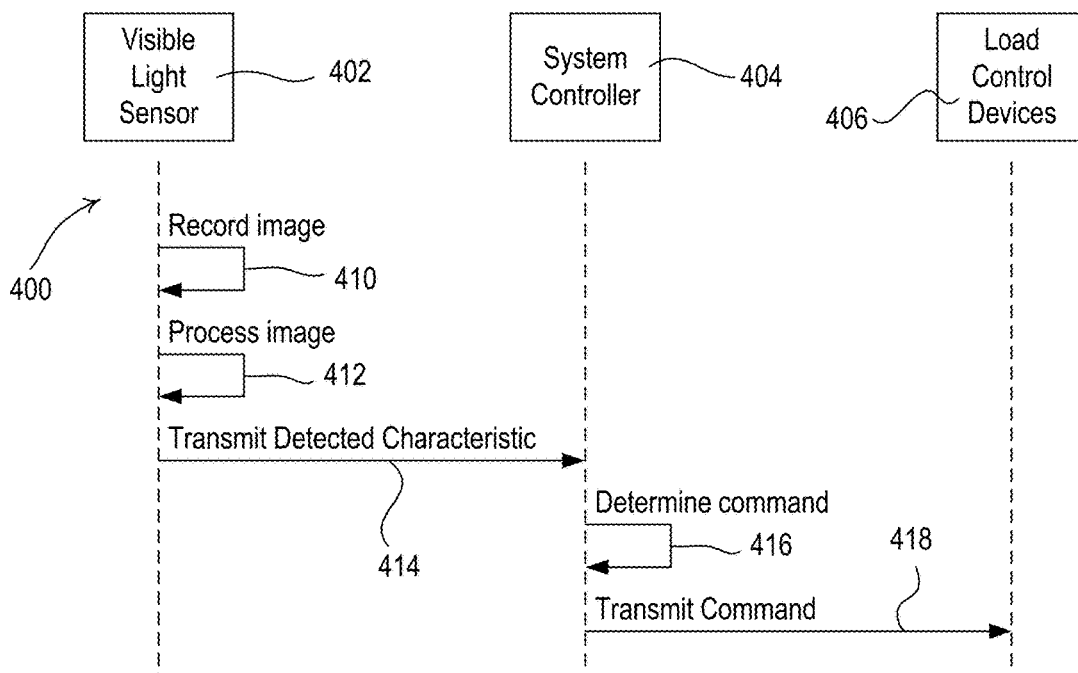 Visible
Light
Sensor
402
System
Controller
404
Load
Control
Devices
406
400
Record image
410
Process image
412
Transmit Detected Characteristic
414
Determine command
416
418
Transmit Command